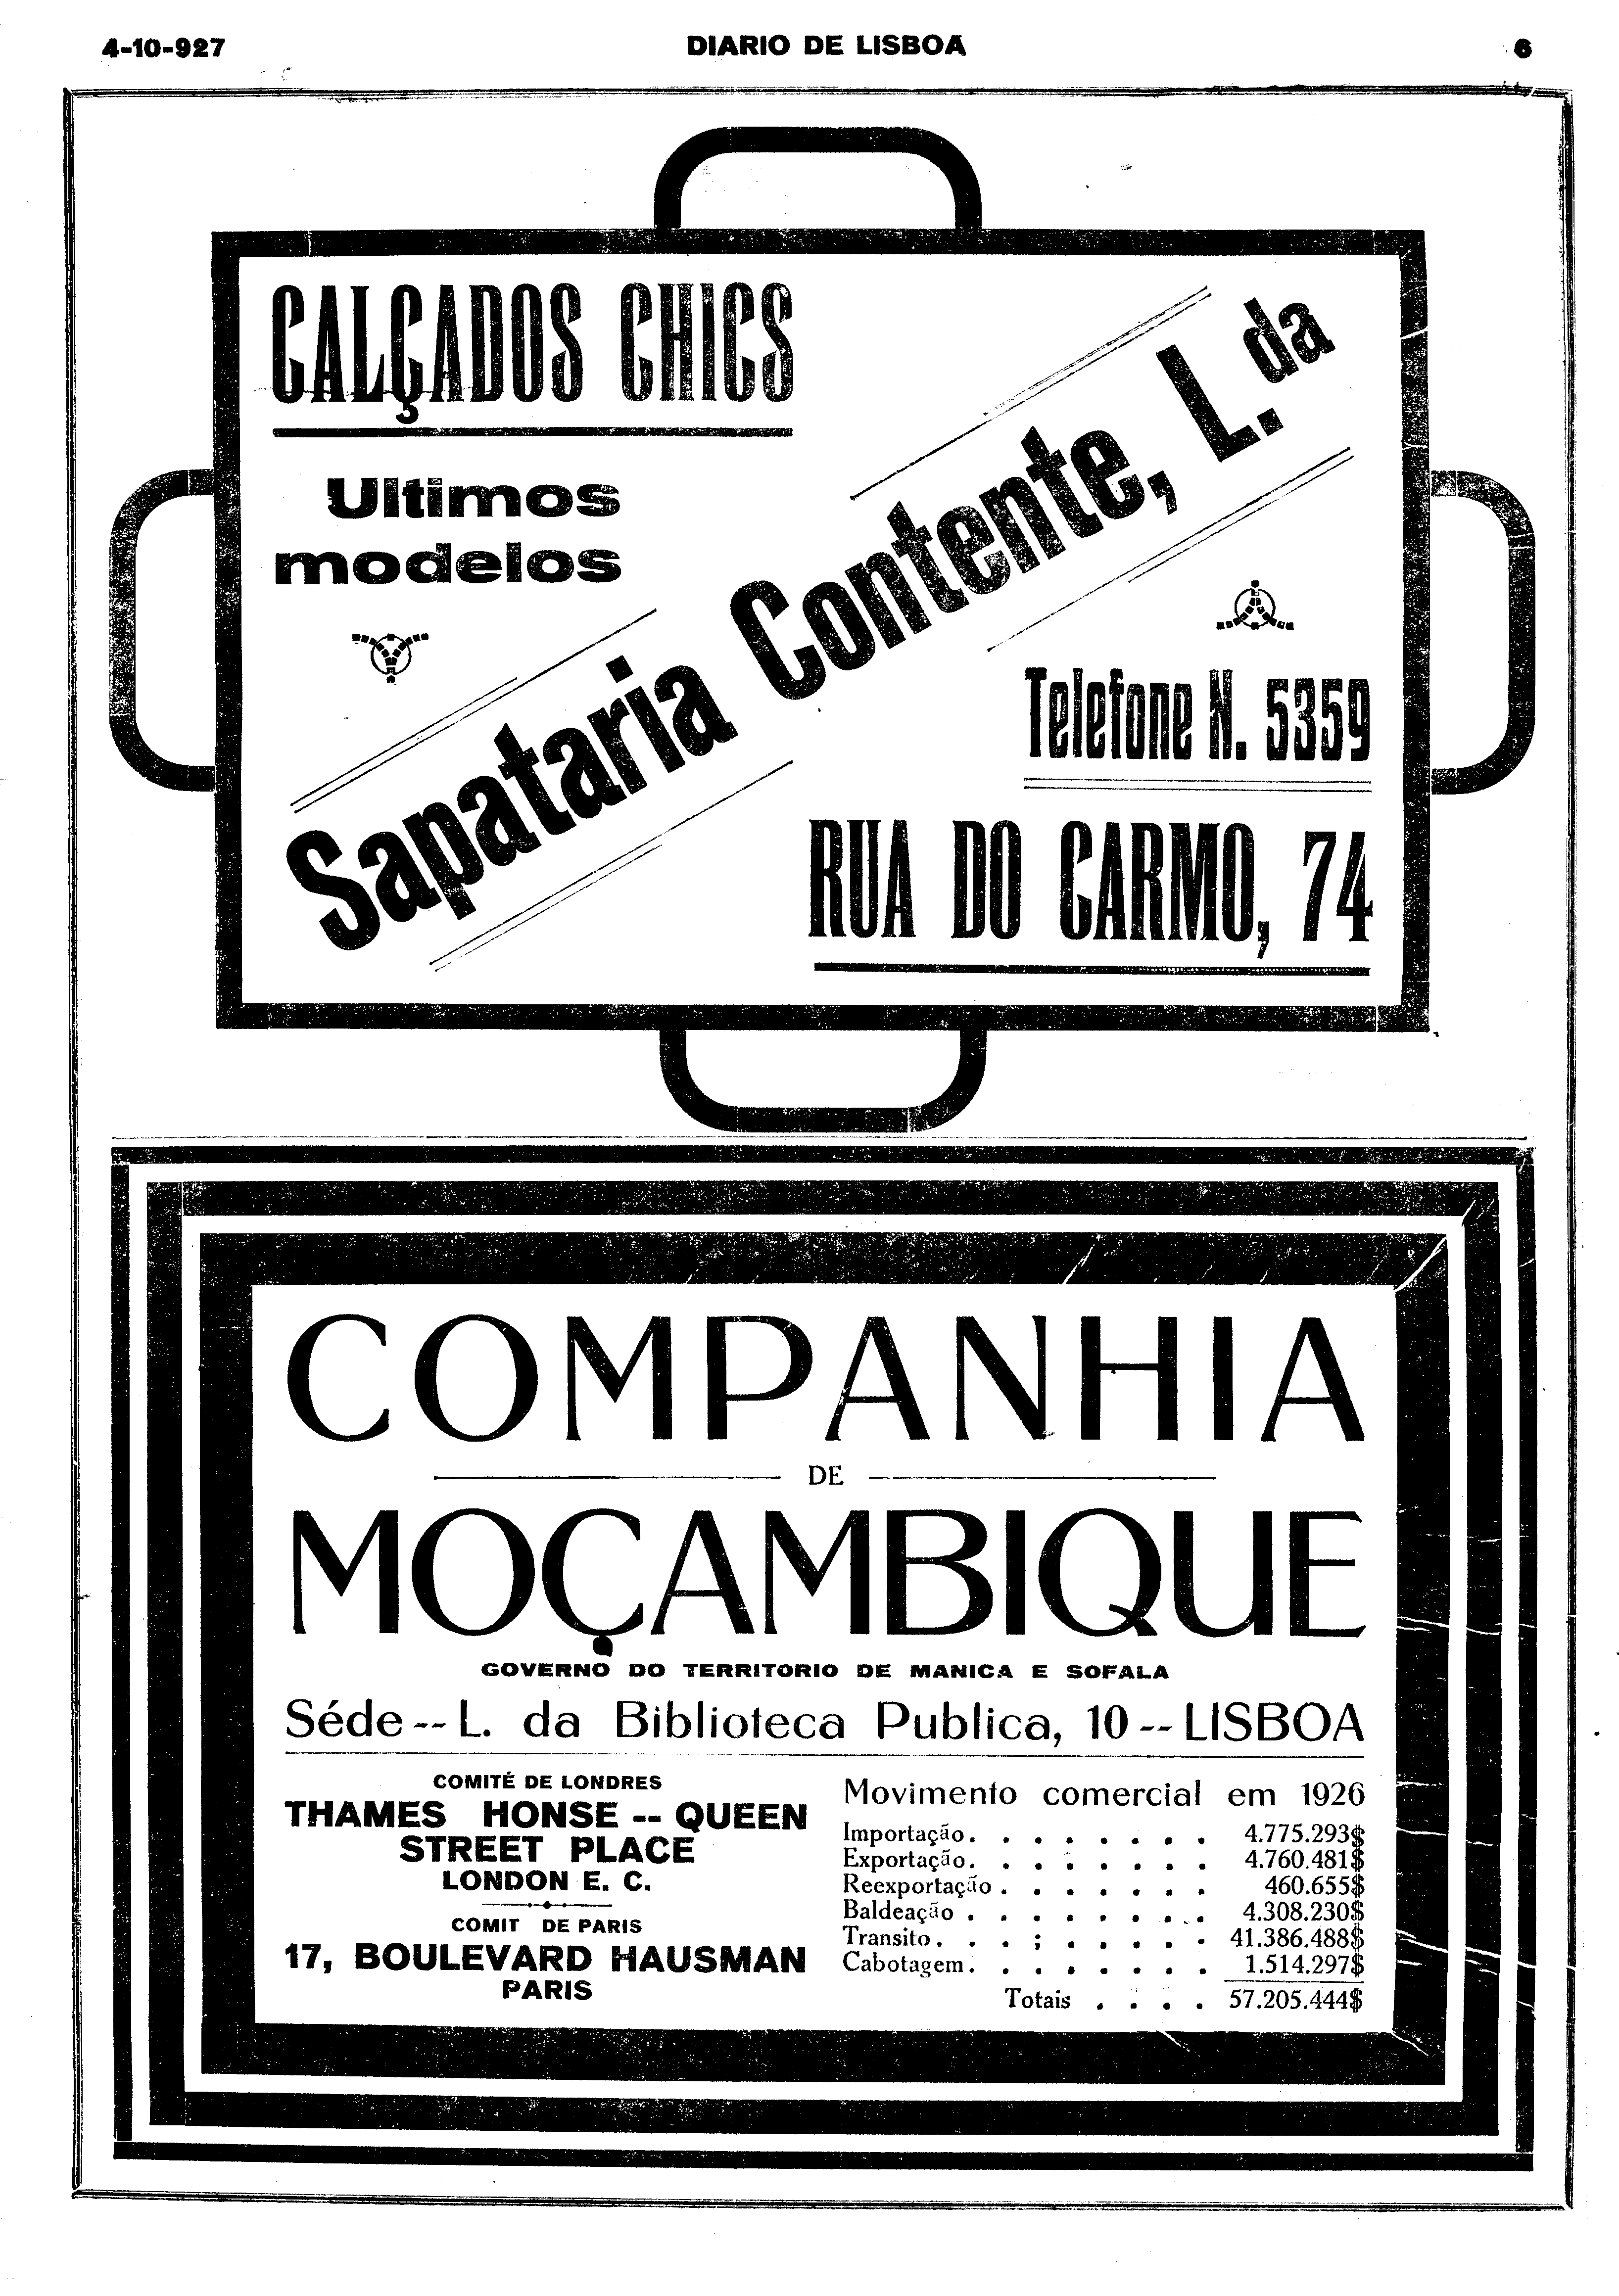 4-10-927
DIARIO DE LISBOA
6
CALÇADOS CHICS
Ultimos
modelos
Sapataria Contente, L.da
Telefone N. 5359
RUA DO CARMO, 74
COMPANHIA
DE
MOÇAMBIQUE
GOVERNO DO TERRITORIO DE MANICA E SOFALA
Séde -- L. da Biblioteca Publica, 10 -- LISBOA
COMITÉ DE LONDRES
THAMES HONSE -- QUEEN
STREET PLACE
LONDON E. C.
COMIT DE PARIS
17, BOULEVARD HAUSMAN
PARIS
Movimento comercial em 1926
Importação. . . . . . . . 4.775.293$
Exportação. . . . . . . . 4.760.481$
Reexportação . . . . . . . 460.655$
Baldeação . . . . . . . . 4.308.230$
Transito. . . ; . . . . . 41.386.488$
Cabotagem. . . . . . . . 1.514.297$
Totais . . . . 57.205.444$